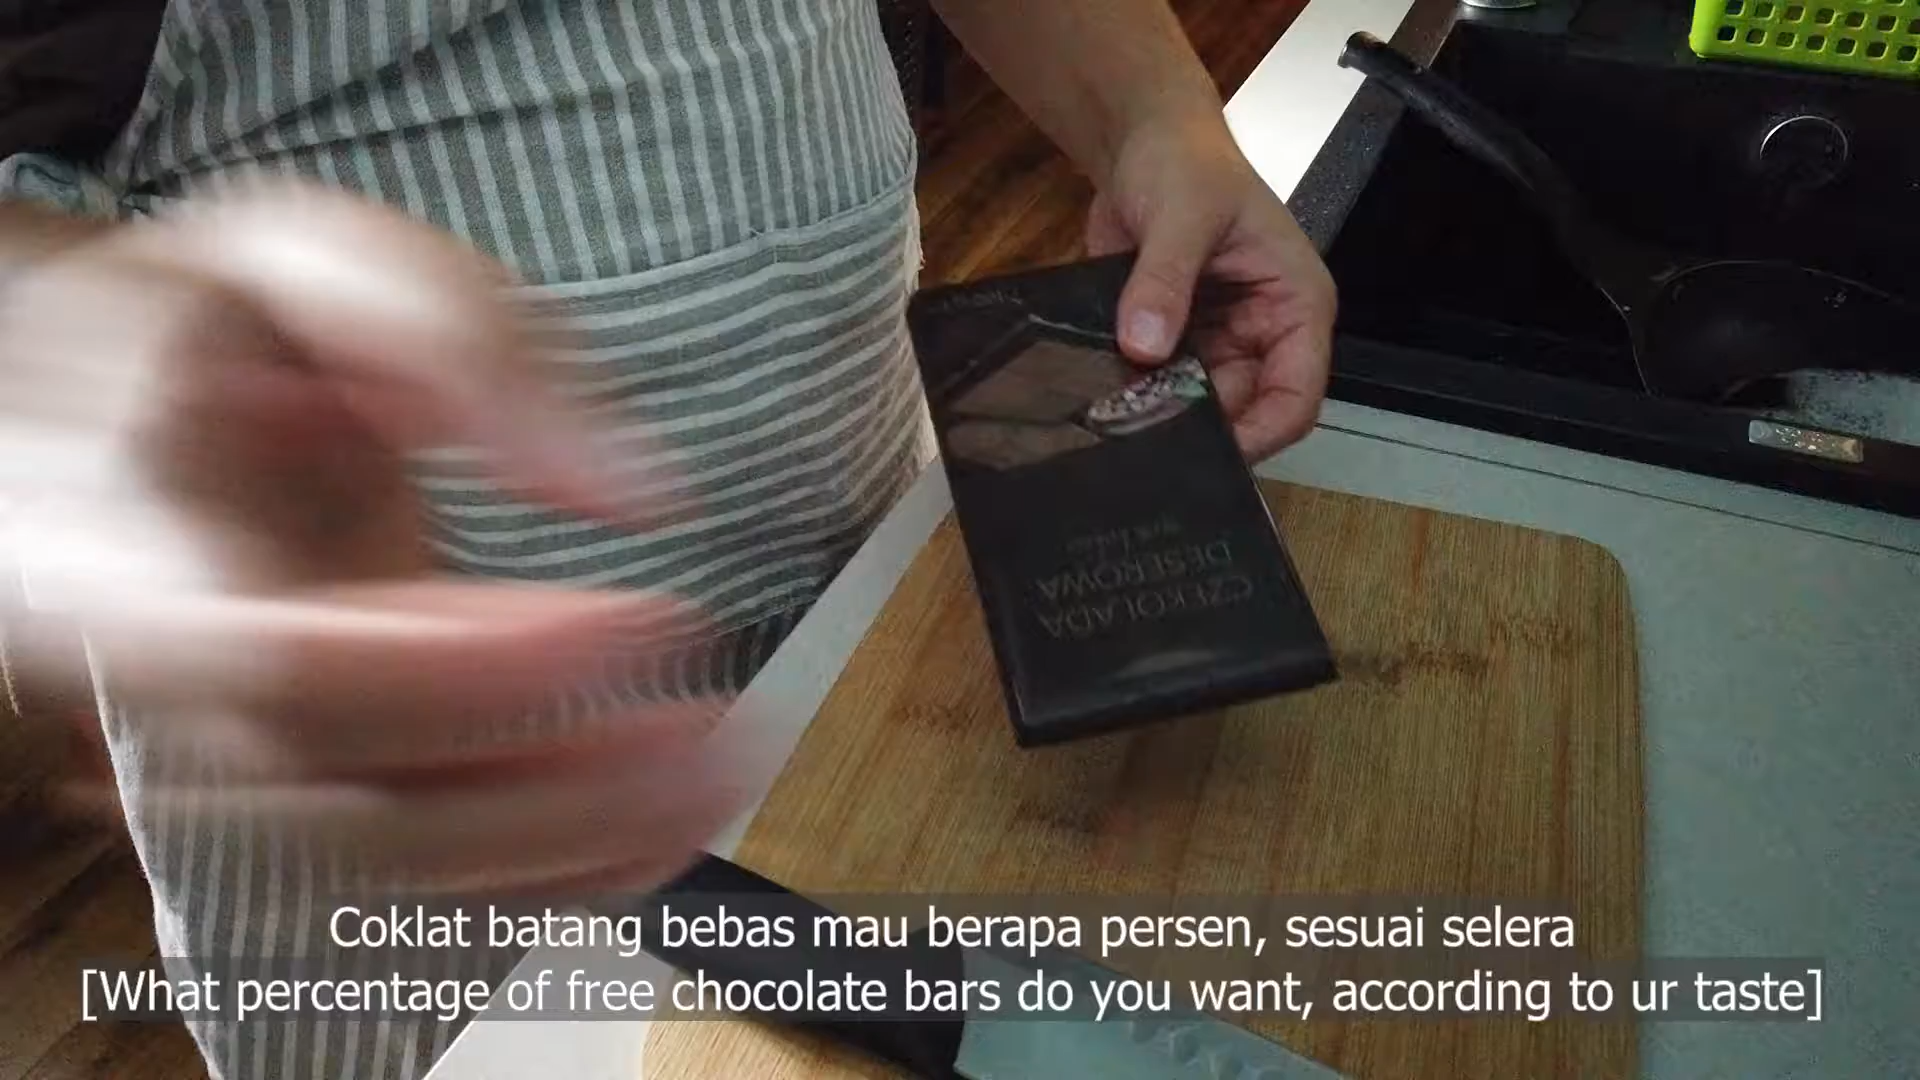 CZEKOLADA
DESEROWA
Coklat batang bebas mau berapa persen, sesuai selera
[What percentage of free chocolate bars do you want, according to ur taste]